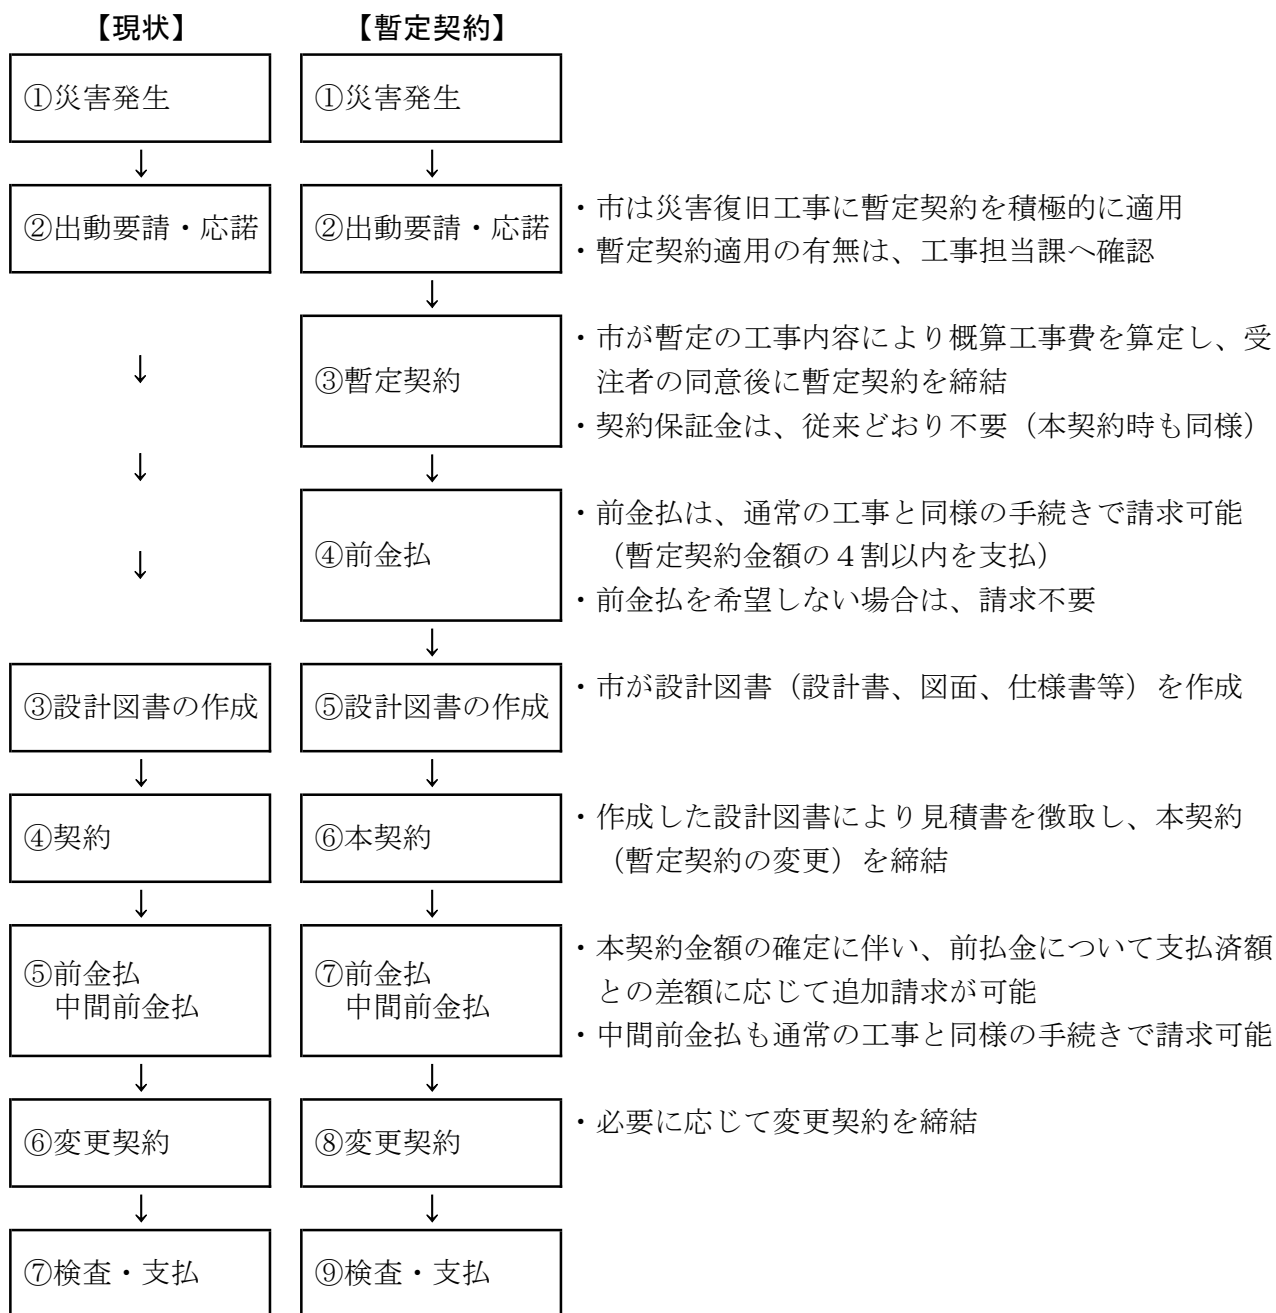 【現状】 【暫定契約】
①災害発生 ①災害発生
↓ ↓
②出動要請・応諾 ②出動要請・応諾
・市は災害復旧工事に暫定契約を積極的に適用
・暫定契約適用の有無は、工事担当課へ確認
↓
↓ ③暫定契約
・市が暫定の工事内容により概算工事費を算定し、受
注者の同意後に暫定契約を締結
・契約保証金は、従来どおり不要（本契約時も同様）
↓ ↓
↓ ④前金払
・前金払は、通常の工事と同様の手続きで請求可能
（暫定契約金額の４割以内を支払）
・前金払を希望しない場合は、請求不要
↓
③設計図書の作成 ⑤設計図書の作成
・市が設計図書（設計書、図面、仕様書等）を作成
↓ ↓
④契約 ⑥本契約
・作成した設計図書により見積書を徴取し、本契約
（暫定契約の変更）を締結
↓ ↓
⑤前金払 ⑦前金払
中間前金払 中間前金払
・本契約金額の確定に伴い、前払金について支払済額
との差額に応じて追加請求が可能
・中間前金払も通常の工事と同様の手続きで請求可能
↓ ↓
⑥変更契約 ⑧変更契約
・必要に応じて変更契約を締結
↓ ↓
⑦検査・支払 ⑨検査・支払